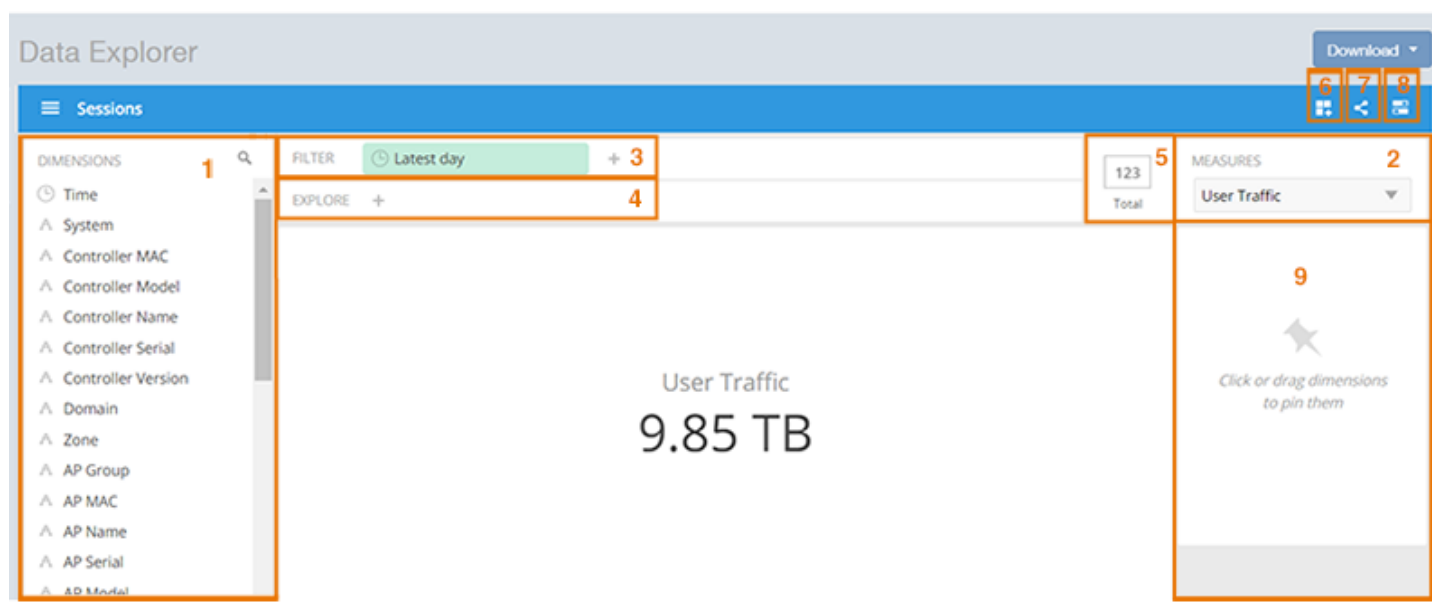 Data Explorer
Download
6 7 8
Sessions
DIMENSIONS
1
Time
System
Controller MAC
Controller Model
Controller Name
Controller Serial
Controller Version
Domain
Zone
AP Group
AP MAC
AP Name
AP Serial
AP Model
FILTER Latest day + 3
EXPLORE + 4
123
Total
5
MEASURES 2
User Traffic
User Traffic
9.85 TB
9
Click or drag dimensions
to pin them